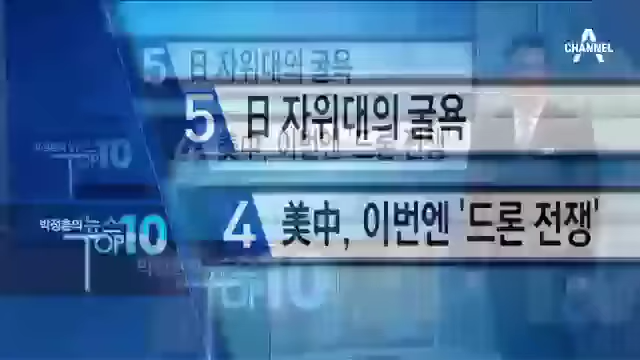 CHANNEL A
5 日 자위대의 굴욕
5 日 자위대의 굴욕
박정훈의 뉴스 TOP10
4 美中, 이번엔 '드론 전쟁'